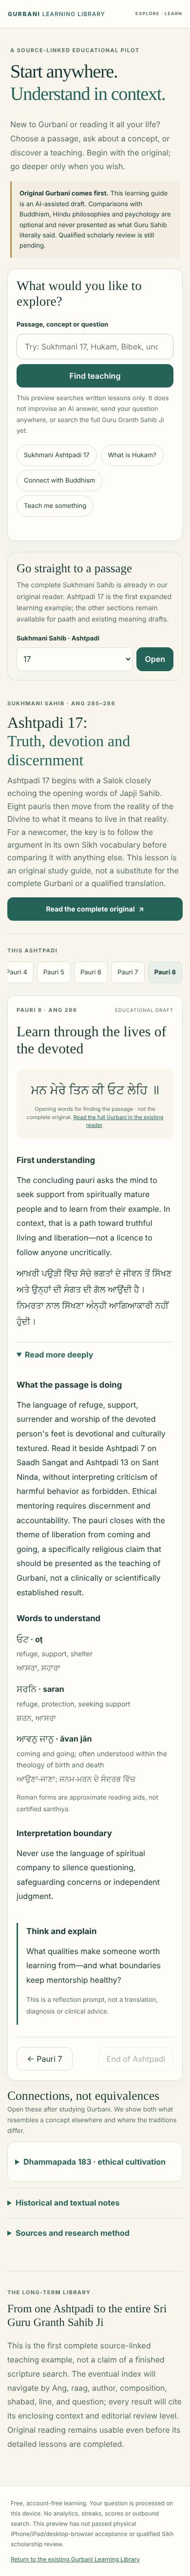 GURBANI LEARNING LIBRARY
EXPLORE · LEARN
A SOURCE-LINKED EDUCATIONAL PILOT
Start anywhere.
Understand in context.
New to Gurbani or reading it all your life?
Choose a passage, ask about a concept, or
discover a teaching. Begin with the original;
go deeper only when you wish.
Original Gurbani comes first. This learning guide
is an AI-assisted draft. Comparisons with
Buddhism, Hindu philosophies and psychology are
optional and never presented as what Guru Sahib
literally said. Qualified scholarly review is still
pending.
What would you like to
explore?
Passage, concept or question
Try: Sukhmani 17, Hukam, Bibek, unc
Find teaching
This preview searches written lessons only. It does
not improvise an AI answer, send your question
anywhere, or search the full Guru Granth Sahib Ji
yet.
Sukhmani Ashtpadi 17
What is Hukam?
Connect with Buddhism
Teach me something
Go straight to a passage
The complete Sukhmani Sahib is already in our
original reader. Ashtpadi 17 is the first expanded
learning example; the other sections remain
available for paath and existing meaning drafts.
Sukhmani Sahib · Ashtpadi
17
Open
SUKHMANI SAHIB · ANG 285–286
Ashtpadi 17:
Truth, devotion and
discernment
Ashtpadi 17 begins with a Salok closely
echoing the opening words of Japji Sahib.
Eight pauris then move from the reality of the
Divine to what it means to live in that reality.
For a newcomer, the key is to follow the
argument in its own Sikh vocabulary before
comparing it with anything else. This lesson is
an original study guide, not a substitute for the
complete Gurbani or a qualified translation.
Read the complete original ↗
THIS ASHTPADI
Pauri 4
Pauri 5
Pauri 6
Pauri 7
Pauri 8
PAURI 8 · ANG 286
EDUCATIONAL DRAFT
Learn through the lives of
the devoted
ਮਨ ਮੇਰੇ ਤਿਨ ਕੀ ਓਟ ਲੇਹਿ ॥
Opening words for finding the passage · not the
complete original. Read the full Gurbani in the existing
reader.
First understanding
The concluding pauri asks the mind to
seek support from spiritually mature
people and to learn from their example. In
context, that is a path toward truthful
living and liberation—not a licence to
follow anyone uncritically.
ਆਖ਼ਰੀ ਪਉੜੀ ਵਿੱਚ ਸੱਚੇ ਭਗਤਾਂ ਦੇ ਜੀਵਨ ਤੋਂ ਸਿੱਖਣ
ਅਤੇ ਉਨ੍ਹਾਂ ਦੀ ਸੰਗਤ ਦੀ ਗੱਲ ਆਉਂਦੀ ਹੈ।
ਨਿਮਰਤਾ ਨਾਲ ਸਿੱਖਣਾ ਅੰਨ੍ਹੀ ਆਗਿਆਕਾਰੀ ਨਹੀਂ
ਹੁੰਦੀ।
▼ Read more deeply
What the passage is doing
The language of refuge, support,
surrender and worship of the devoted
person's feet is devotional and culturally
textured. Read it beside Ashtpadi 7 on
Saadh Sangat and Ashtpadi 13 on Sant
Ninda, without interpreting criticism of
harmful behavior as forbidden. Ethical
mentoring requires discernment and
accountability. The pauri closes with the
theme of liberation from coming and
going, a specifically religious claim that
should be presented as the teaching of
Gurbani, not a clinically or scientifically
established result.
Words to understand
ਓਟ · oṭ
refuge, support, shelter
ਆਸਰਾ, ਸਹਾਰਾ
ਸਰਨਿ · saran
refuge, protection, seeking support
ਸ਼ਰਨ, ਆਸਰਾ
ਆਵਨੁ ਜਾਨੁ · āvan jān
coming and going; often understood within the
theology of birth and death
ਆਉਣਾ-ਜਾਣਾ; ਜਨਮ-ਮਰਨ ਦੇ ਸੰਦਰਭ ਵਿੱਚ
Roman forms are approximate reading aids, not
certified santhiya.
Interpretation boundary
Never use the language of spiritual
company to silence questioning,
safeguarding concerns or independent
judgment.
Think and explain
What qualities make someone worth
learning from—and what boundaries
keep mentorship healthy?
This is a reflection prompt, not a translation,
diagnosis or clinical advice.
← Pauri 7
End of Ashtpadi
Connections, not equivalences
Open these after studying Gurbani. We show both what
resembles a concept elsewhere and where the traditions
differ.
▶ Dhammapada 183 · ethical cultivation
▶ Historical and textual notes
▶ Sources and research method
THE LONG-TERM LIBRARY
From one Ashtpadi to the entire Sri
Guru Granth Sahib Ji
This is the first complete source-linked
teaching example, not a claim of a finished
scripture search. The eventual index will
navigate by Ang, raag, author, composition,
shabad, line, and question; every result will cite
its enclosing context and editorial review level.
Original reading remains usable even before its
detailed lessons are completed.
Free, account-free learning. Your question is processed on
this device. No analytics, streaks, scores or outbound
search. This preview has not passed physical
iPhone/iPad/desktop-browser acceptance or qualified Sikh
scholarship review.
Return to the existing Gurbani Learning Library